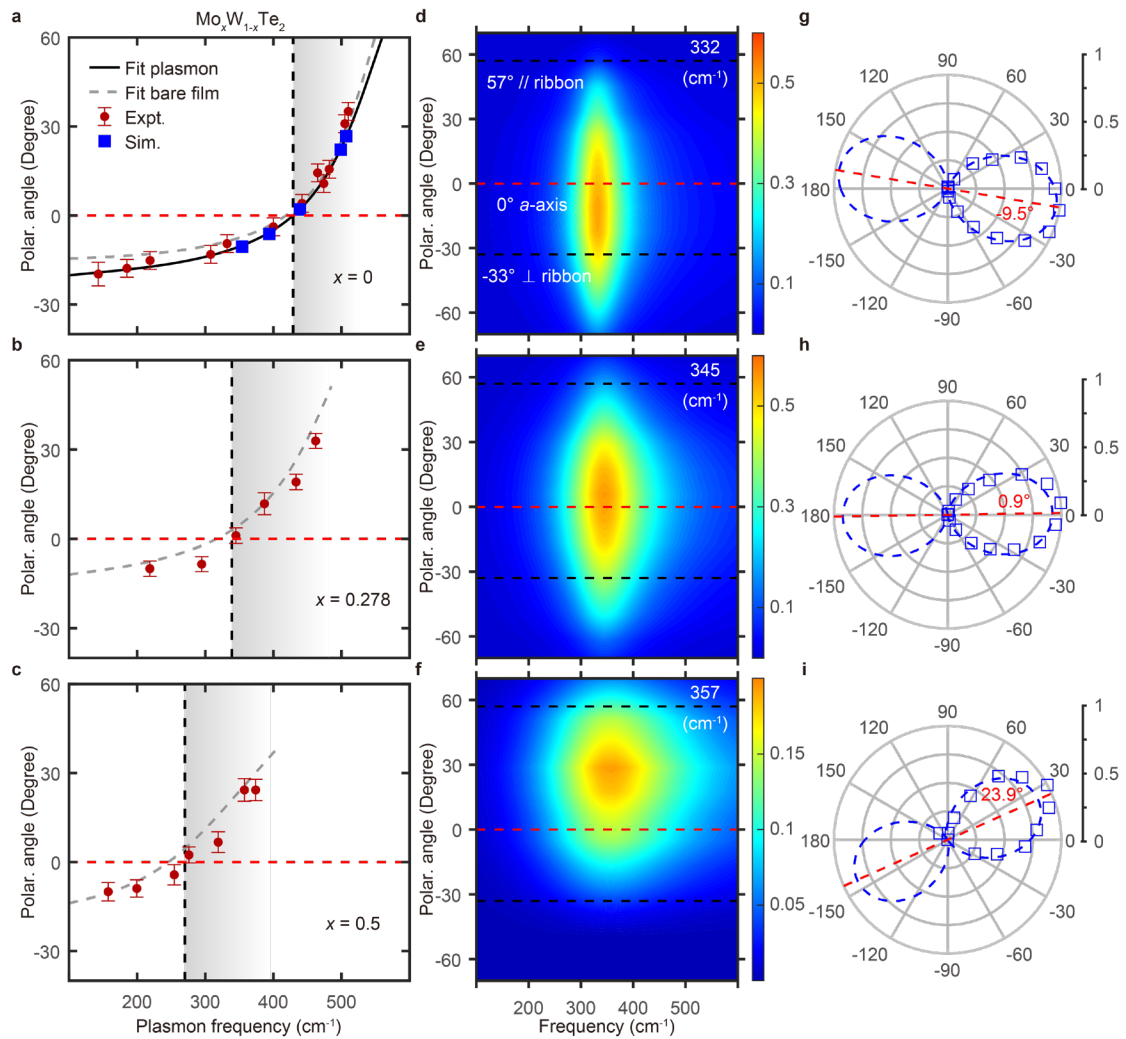 a
Mo
x
W
1-x
Te
2
60
30
0
-30
Polar. angle (Degree)
Fit plasmon
Fit bare film
Expt.
Sim.
x = 0
d
60
30
0
-30
-60
Polar. angle (Degree)
332
(cm⁻¹)
57° // ribbon
0° a-axis
-33° ⊥ ribbon
0.5
0.3
0.1
g
90
120
60
30
180
0
-150
-30
-120
-60
-90
-9.5°
1
0.5
0.25
0
b
60
30
0
-30
Polar. angle (Degree)
x = 0.278
e
60
30
0
-30
-60
Polar. angle (Degree)
345
(cm⁻¹)
0.5
0.3
0.1
h
90
120
60
30
180
0
-150
-30
-120
-60
-90
0.9°
1
0.5
0
c
60
30
0
-30
Polar. angle (Degree)
x = 0.5
200
300
400
500
Plasmon frequency (cm⁻¹)
f
60
30
0
-30
-60
Polar. angle (Degree)
357
(cm⁻¹)
0.15
0.10
0.05
200
300
400
500
Frequency (cm⁻¹)
i
90
120
60
30
180
0
-150
-30
-120
-60
-90
23.9°
1
0.5
0